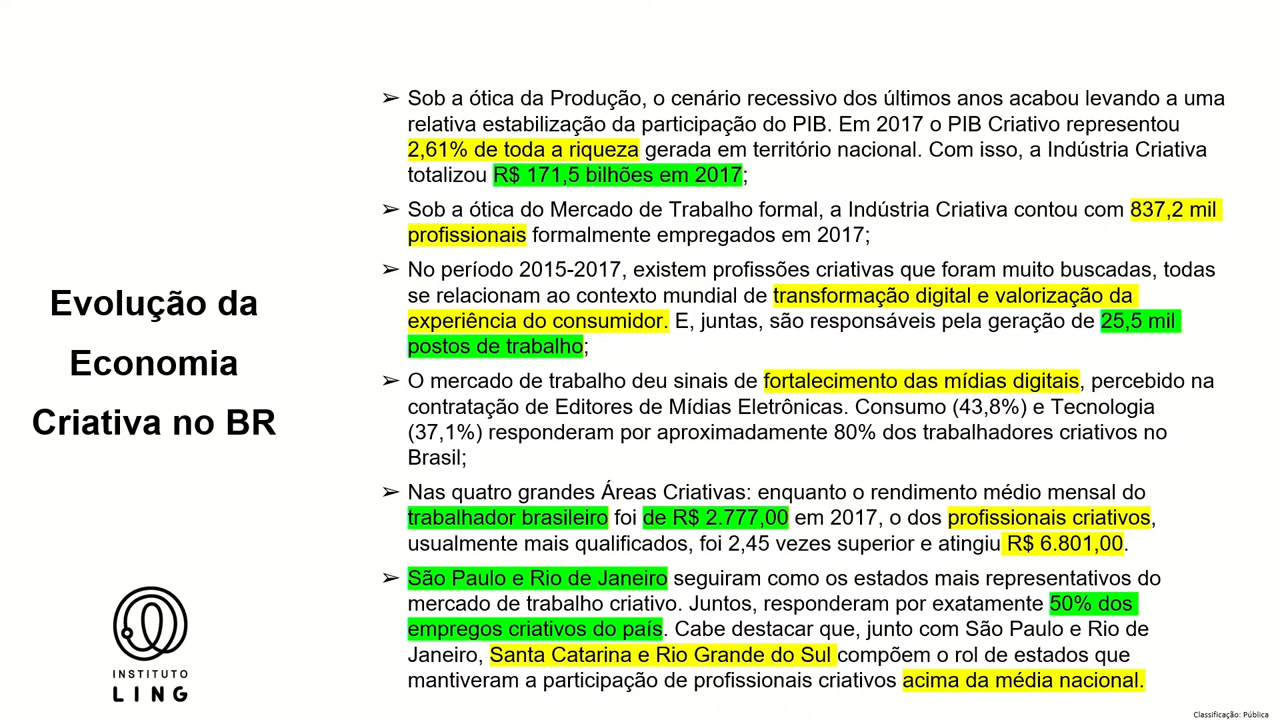 Evolução da
Economia
Criativa no BR
➢ Sob a ótica da Produção, o cenário recessivo dos últimos anos acabou levando a uma
relativa estabilização da participação do PIB. Em 2017 o PIB Criativo representou
2,61% de toda a riqueza gerada em território nacional. Com isso, a Indústria Criativa
totalizou R$ 171,5 bilhões em 2017;
➢ Sob a ótica do Mercado de Trabalho formal, a Indústria Criativa contou com 837,2 mil
profissionais formalmente empregados em 2017;
➢ No período 2015-2017, existem profissões criativas que foram muito buscadas, todas
se relacionam ao contexto mundial de transformação digital e valorização da
experiência do consumidor. E, juntas, são responsáveis pela geração de 25,5 mil
postos de trabalho;
➢ O mercado de trabalho deu sinais de fortalecimento das mídias digitais, percebido na
contratação de Editores de Mídias Eletrônicas. Consumo (43,8%) e Tecnologia
(37,1%) responderam por aproximadamente 80% dos trabalhadores criativos no
Brasil;
➢ Nas quatro grandes Áreas Criativas: enquanto o rendimento médio mensal do
trabalhador brasileiro foi de R$ 2.777,00 em 2017, o dos profissionais criativos,
usualmente mais qualificados, foi 2,45 vezes superior e atingiu R$ 6.801,00.
➢ São Paulo e Rio de Janeiro seguiram como os estados mais representativos do
mercado de trabalho criativo. Juntos, responderam por exatamente 50% dos
empregos criativos do país. Cabe destacar que, junto com São Paulo e Rio de
Janeiro, Santa Catarina e Rio Grande do Sul compõem o rol de estados que
mantiveram a participação de profissionais criativos acima da média nacional.
INSTITUTO
LING
Classificação: Pública